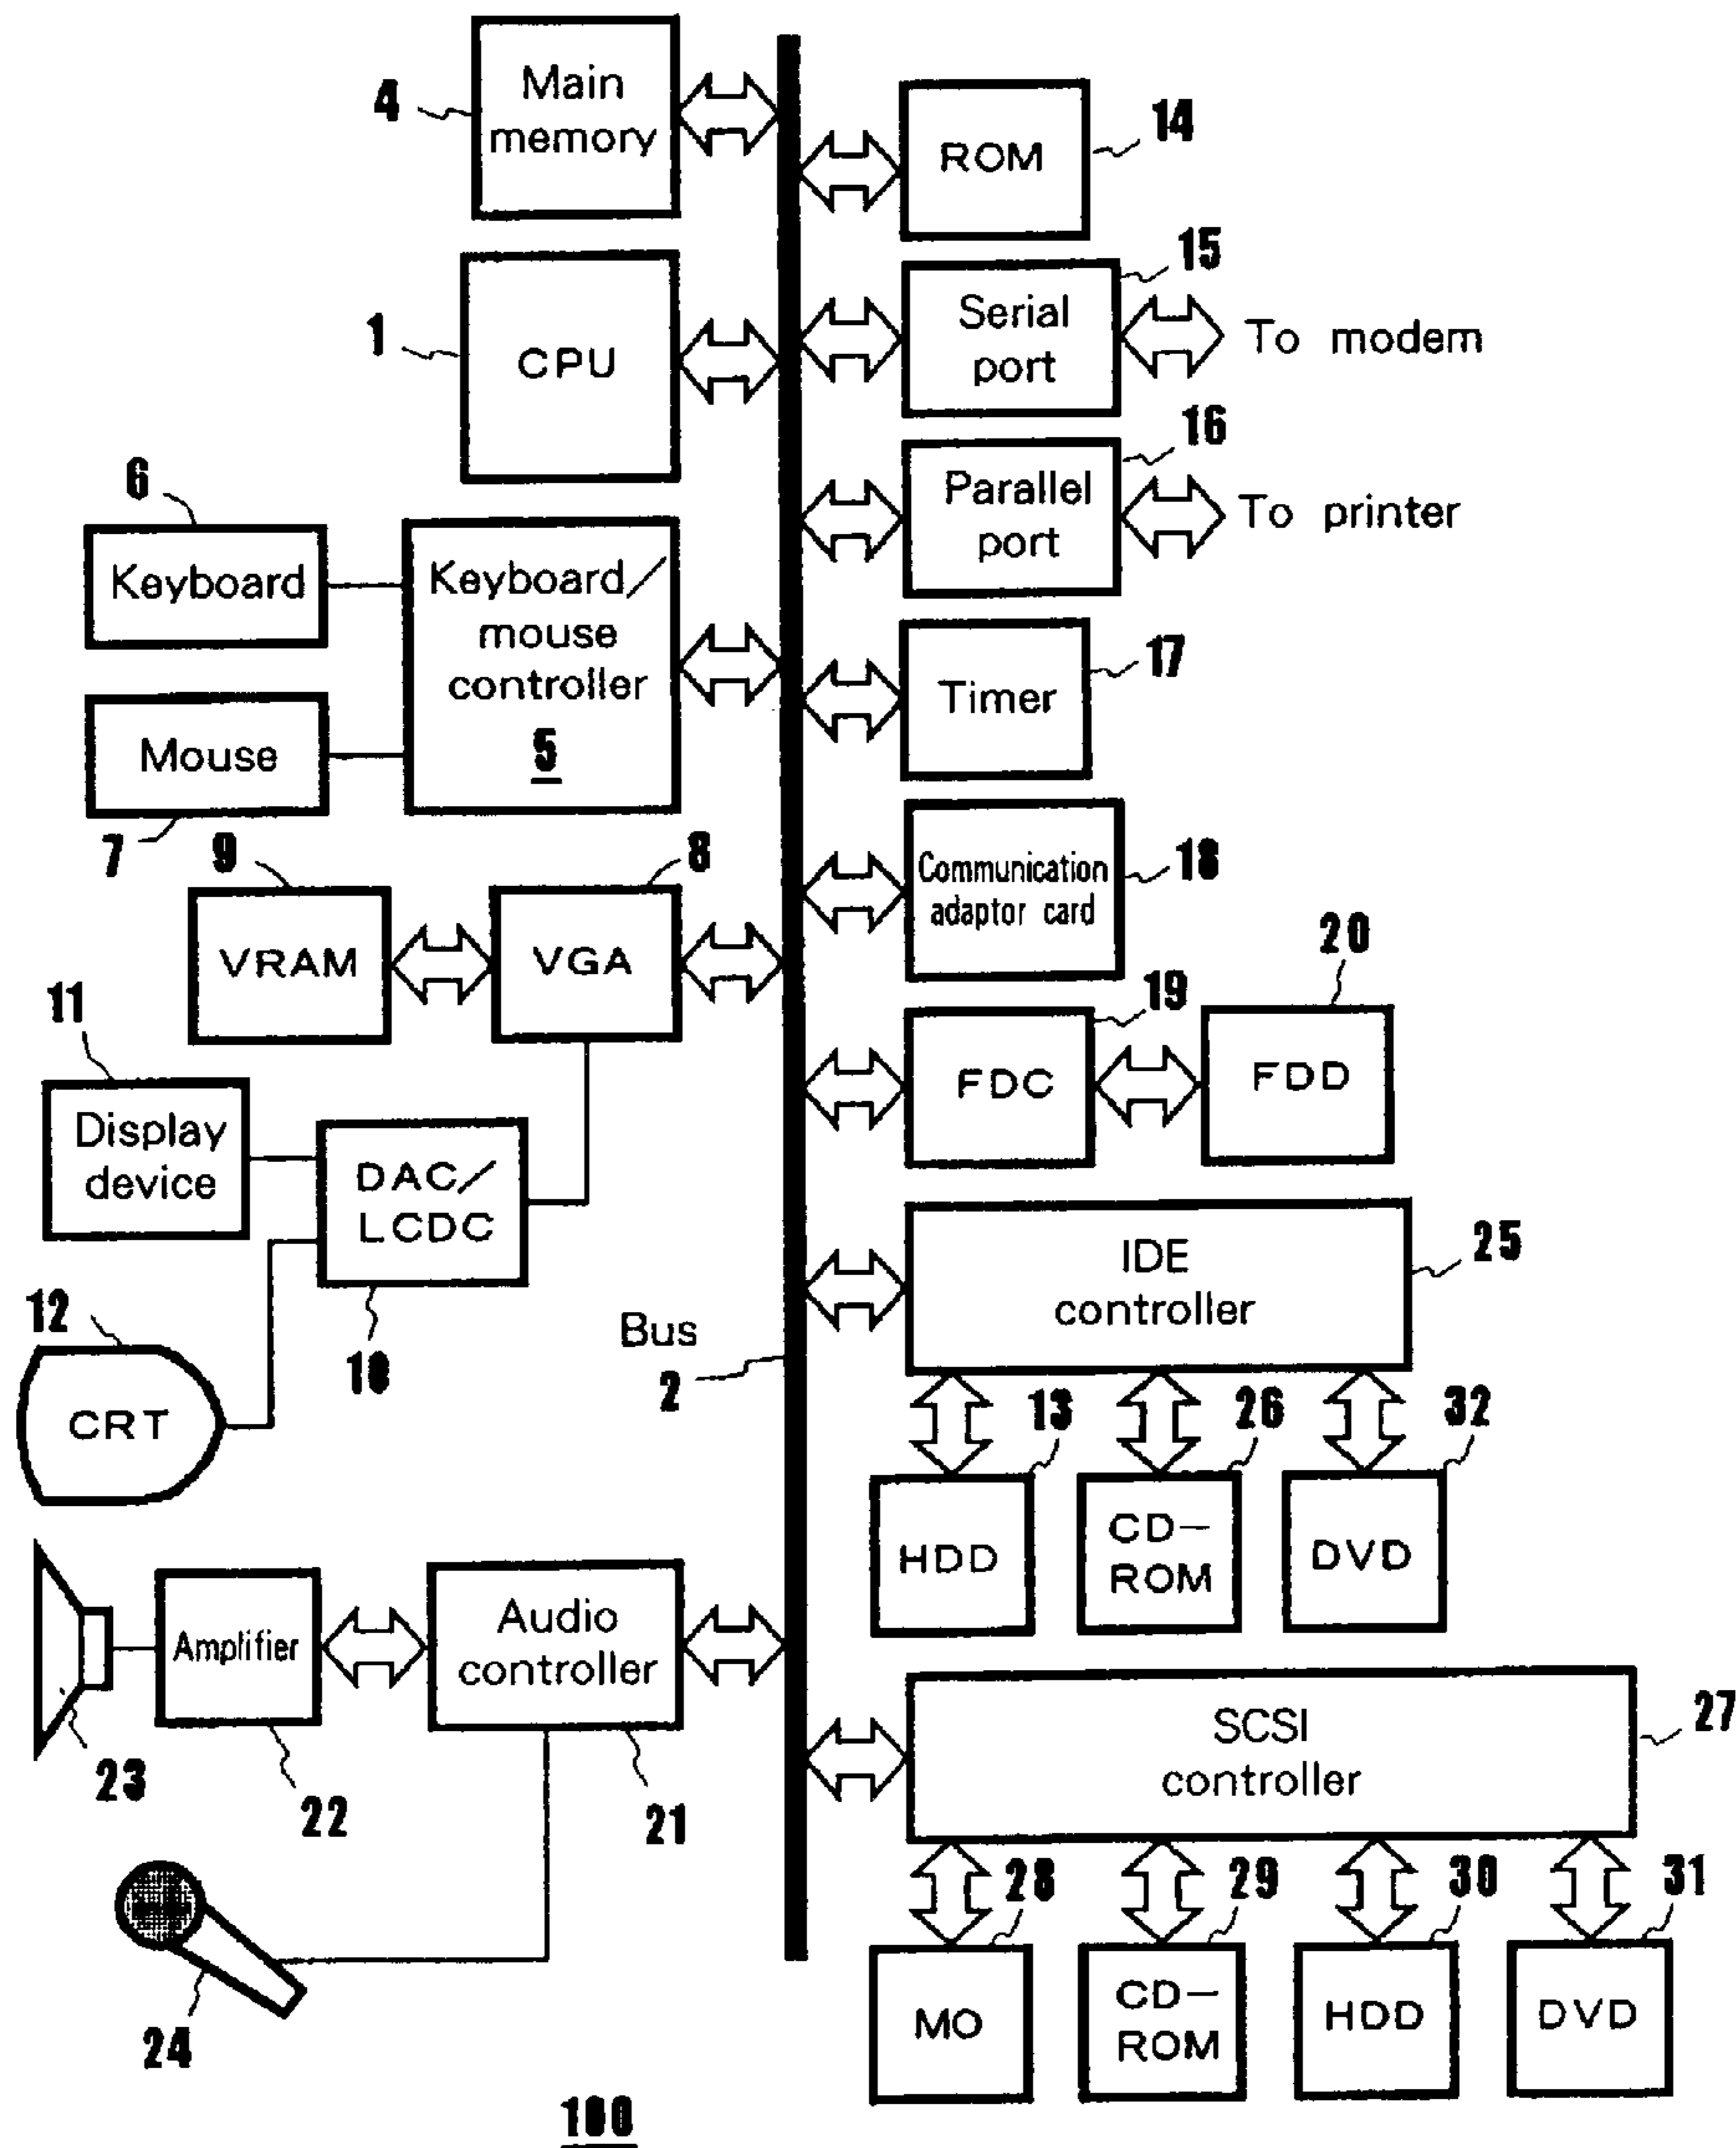 4
Main
memory
ROM
14
1
CPU
15
Serial
port
To modem
16
Parallel
port
To printer
6
Keyboard
Keyboard/
mouse
controller
5
Mouse
7
Timer
17
Communication
adaptor card
18
9
VRAM
8
VGA
19
FDC
20
FDD
11
Display
device
DAC/
LCDC
10
12
CRT
Bus
2
IDE
controller
25
13
HDD
26
CD-
ROM
32
DVD
23
Amplifier
22
Audio
controller
21
24
SCSI
controller
27
28
MO
29
CD-
ROM
30
HDD
31
DVD
100